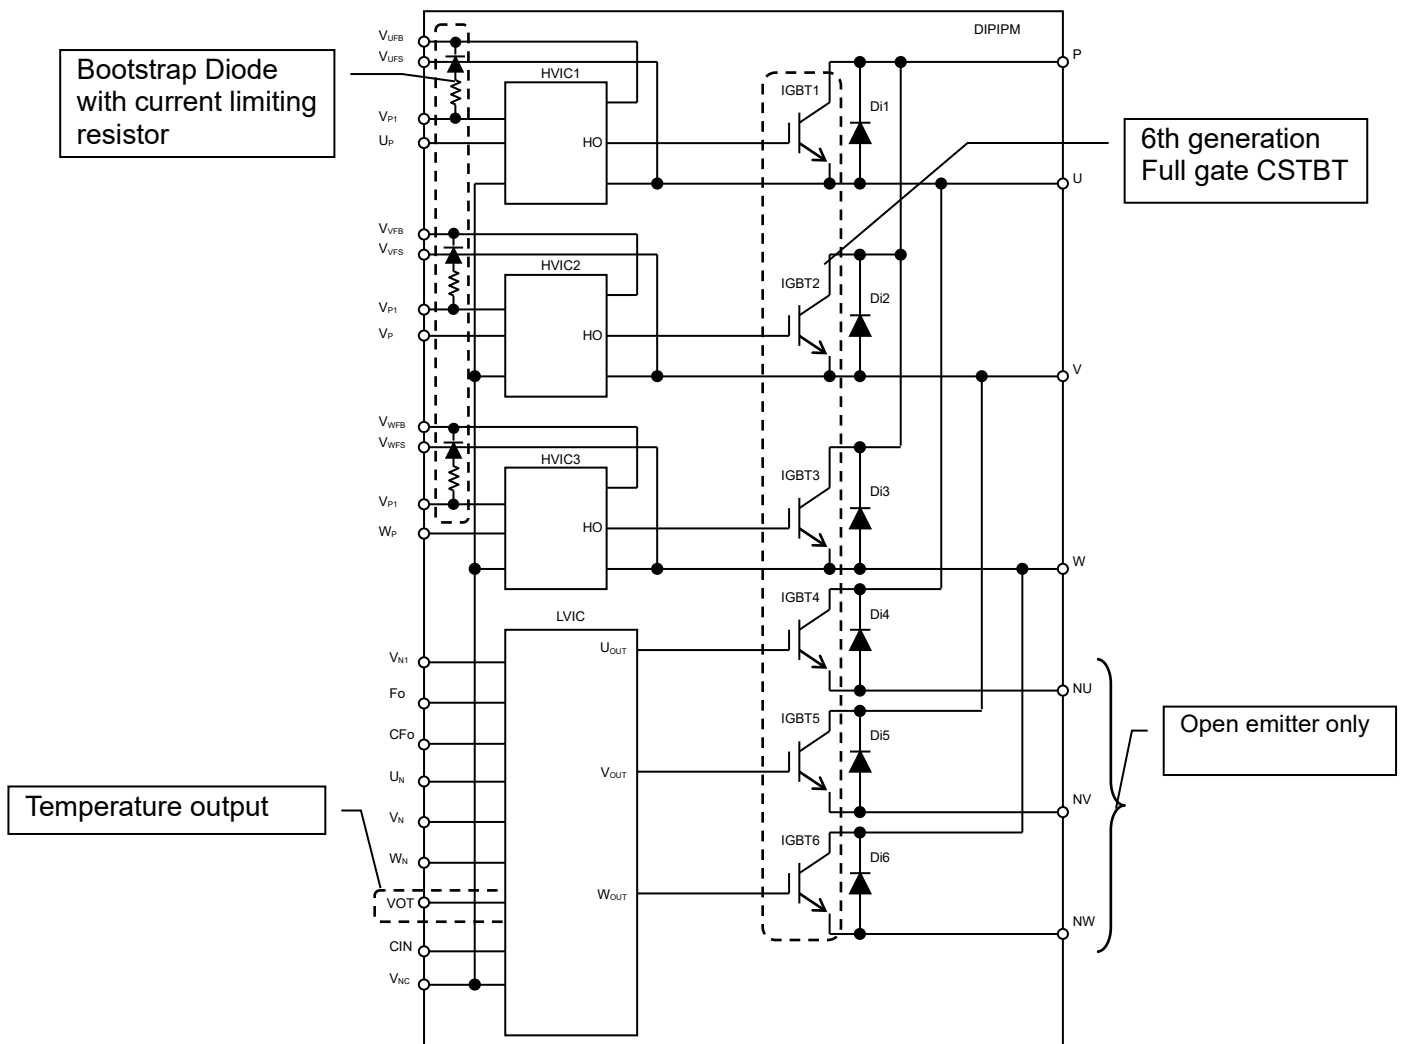 DIPIPM
Bootstrap Diode
with current limiting
resistor
VUFB
VUFS
VP1
UP
HVIC1
HO
IGBT1
Di1
P
U
6th generation
Full gate CSTBT
VVFB
VVFS
VP1
VP
HVIC2
HO
IGBT2
Di2
V
VWFB
VWFS
VP1
WP
HVIC3
HO
IGBT3
Di3
W
LVIC
UOUT
VOUT
WOUT
IGBT4
Di4
NU
IGBT5
Di5
NV
IGBT6
Di6
NW
Open emitter only
VN1
Fo
CFo
UN
VN
WN
Temperature output
VOT
CIN
VNC